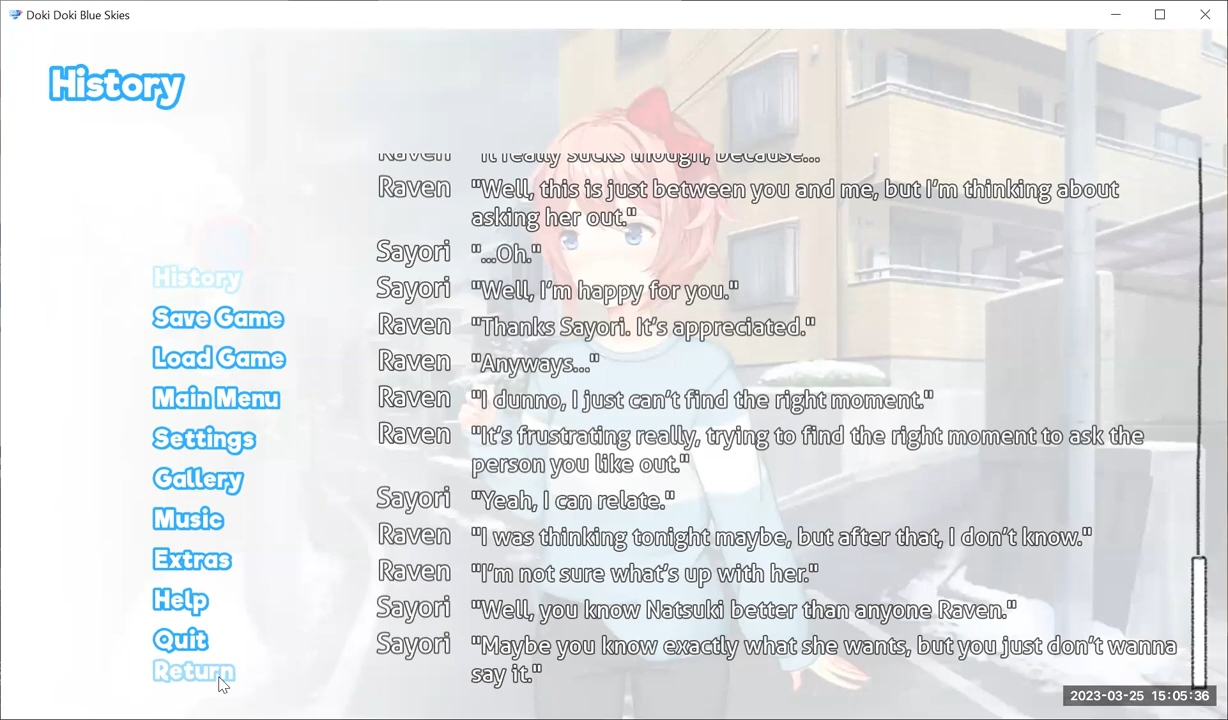 Doki Doki Blue Skies
History
Raven "It really sucks though, because...
Raven "Well, this is just between you and me, but I'm thinking about
asking her out."
Sayori "...Oh."
Sayori "Well, I'm happy for you."
Raven "Thanks Sayori. It's appreciated."
Raven "Anyways..."
Raven "I dunno, I just can't find the right moment."
Raven "It's frustrating really, trying to find the right moment to ask the
person you like out."
Sayori "Yeah, I can relate."
Raven "I was thinking tonight maybe, but after that, I don't know."
Raven "I'm not sure what's up with her."
Sayori "Well, you know Natsuki better than anyone Raven."
Sayori "Maybe you know exactly what she wants, but you just don't wanna
say it."
History
Save Game
Load Game
Main Menu
Settings
Gallery
Music
Extras
Help
Quit
Return
2023-03-25 15:05:36